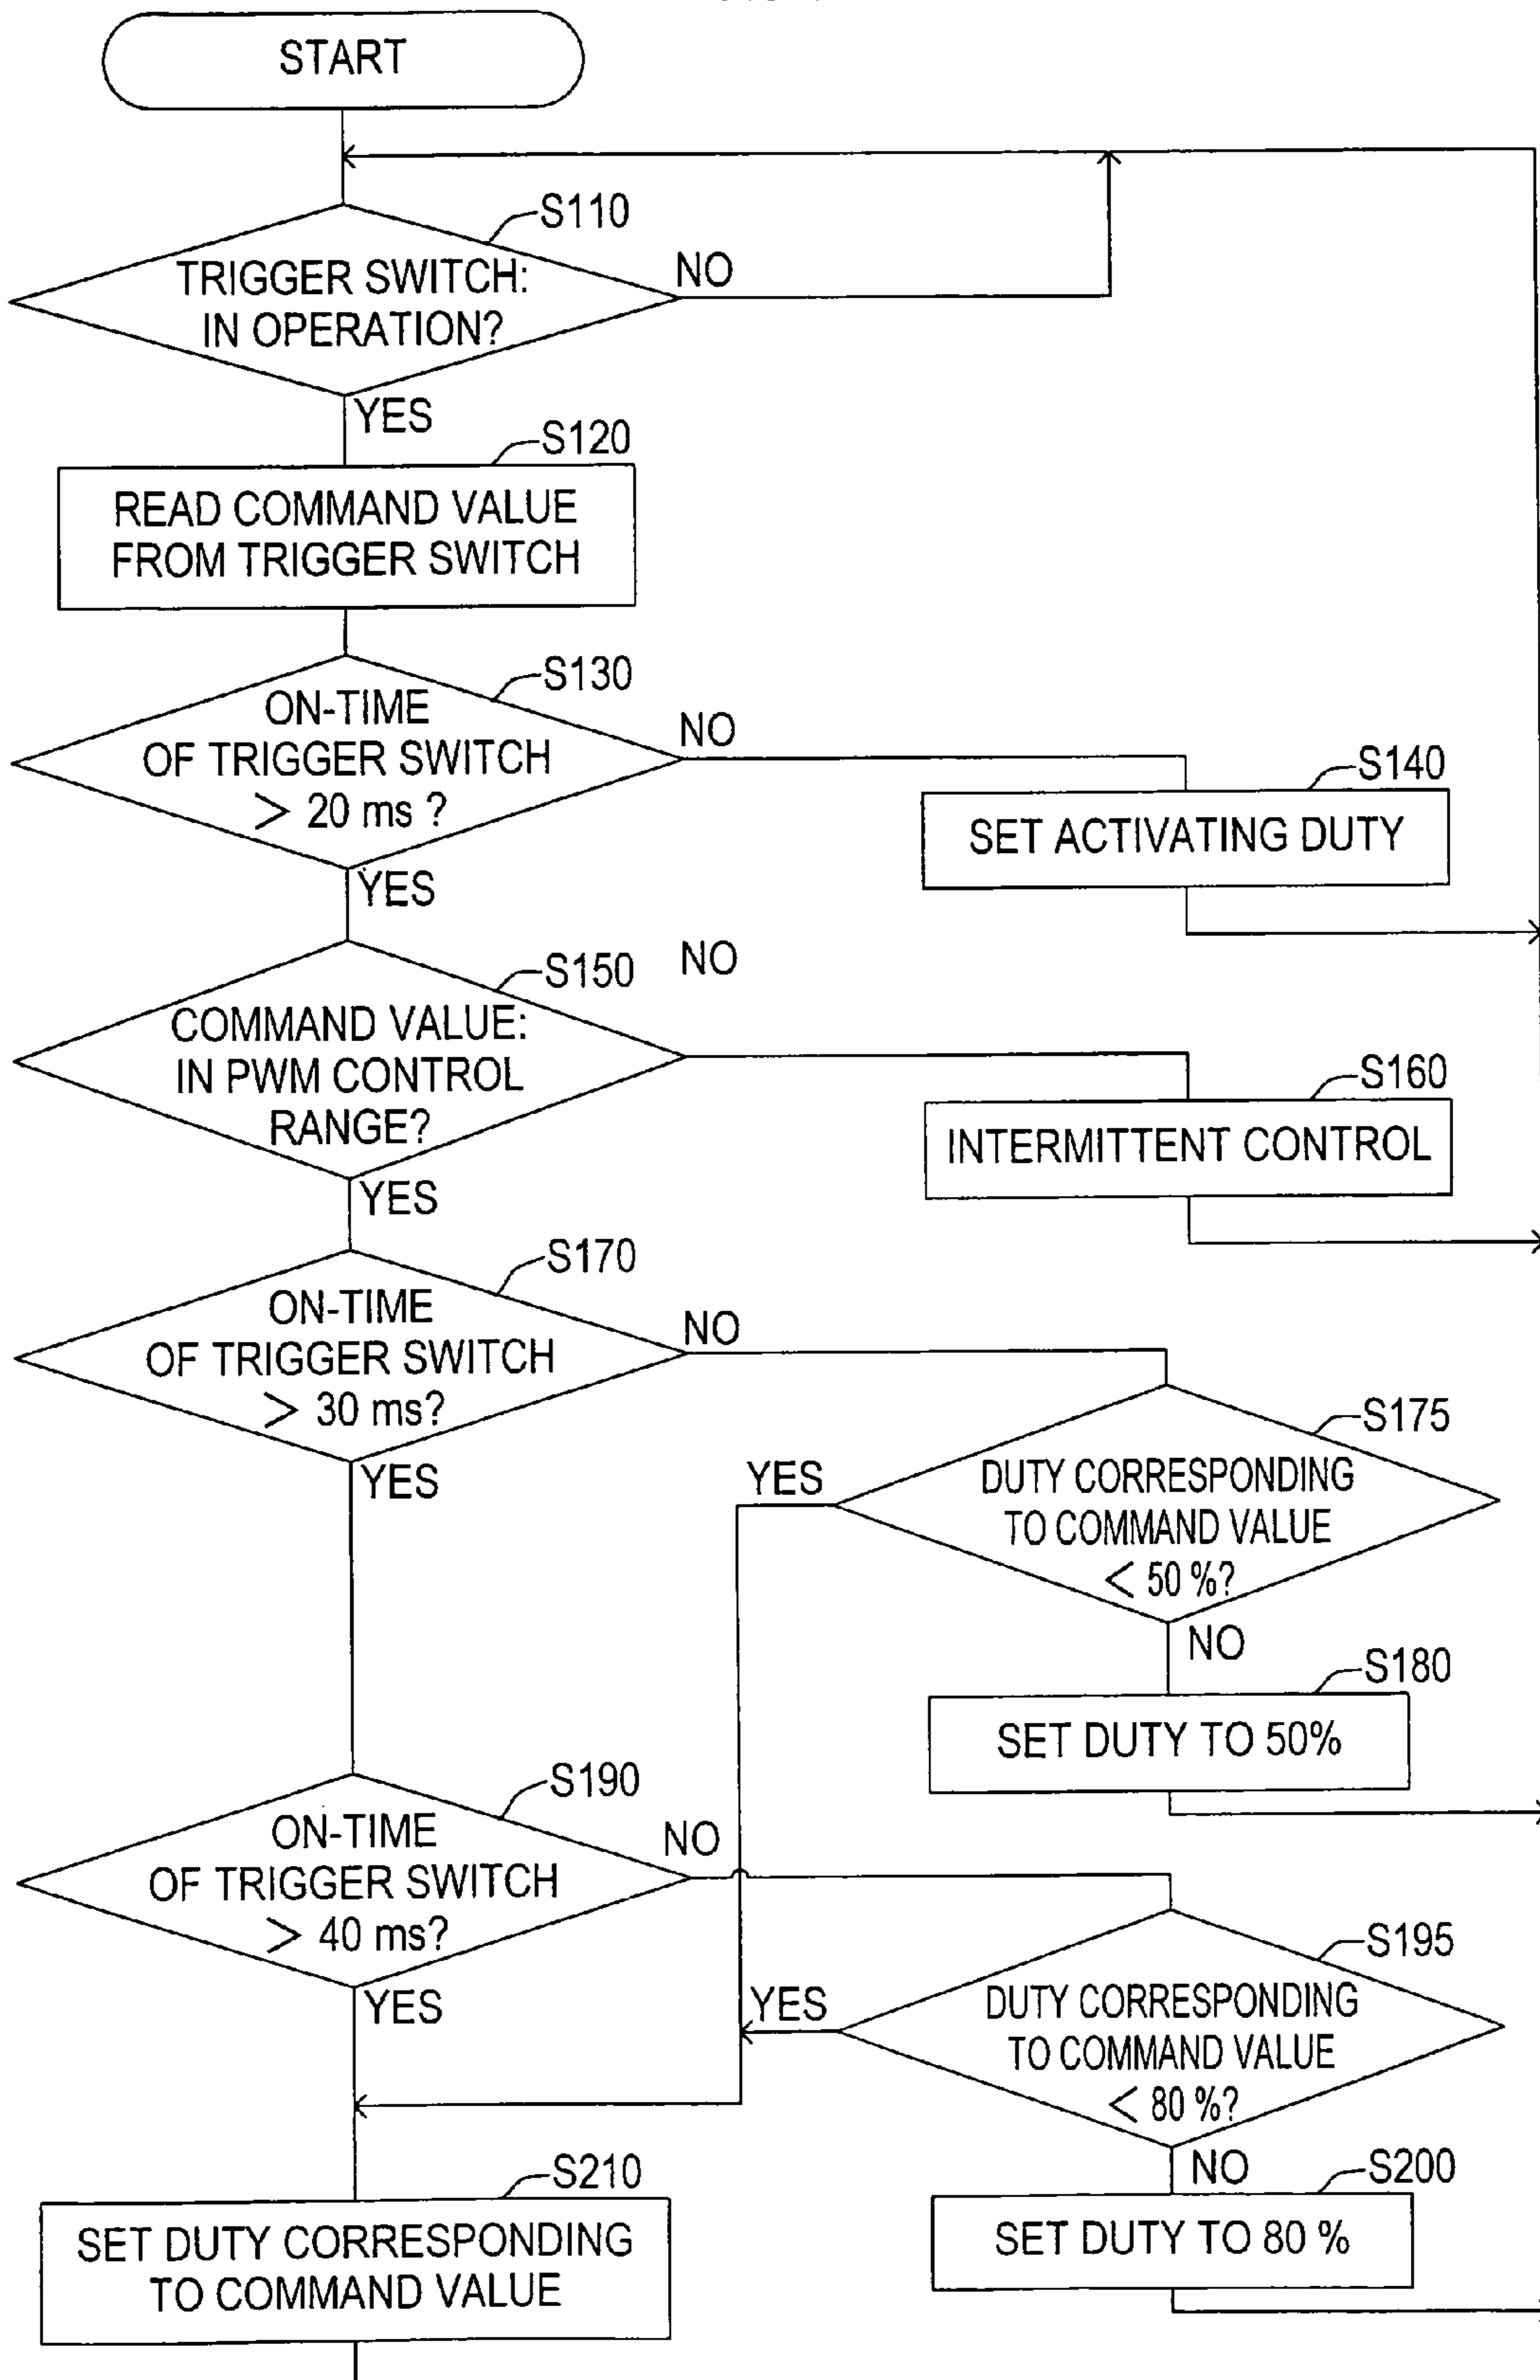 START
S110
TRIGGER SWITCH:
IN OPERATION?
NO
YES
S120
READ COMMAND VALUE
FROM TRIGGER SWITCH
S130
ON-TIME
OF TRIGGER SWITCH
> 20 ms ?
NO
YES
S140
SET ACTIVATING DUTY
S150
NO
COMMAND VALUE:
IN PWM CONTROL
RANGE?
YES
S160
INTERMITTENT CONTROL
S170
ON-TIME
OF TRIGGER SWITCH
> 30 ms?
NO
YES
S175
DUTY CORRESPONDING
TO COMMAND VALUE
< 50 %?
YES
NO
S180
SET DUTY TO 50%
S190
ON-TIME
OF TRIGGER SWITCH
> 40 ms?
NO
YES
S195
DUTY CORRESPONDING
TO COMMAND VALUE
< 80 %?
YES
NO
S200
SET DUTY TO 80 %
S210
SET DUTY CORRESPONDING
TO COMMAND VALUE